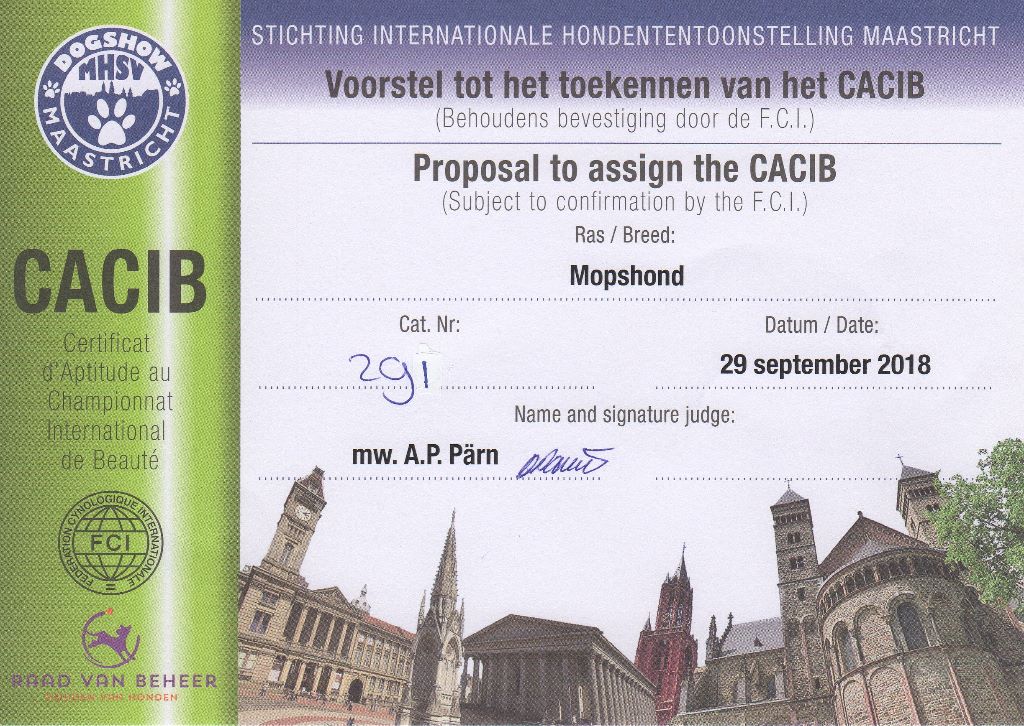 DOGSHOW
MHSV
MAASTRICHT
CACIB
Certificat
d'Aptitude au
Championnat
International
de Beauté
FEDERATION CYNOLOGIQUE INTERNATIONALE
FCI
RAAD VAN BEHEER
HOUDEN VAN HONDEN
STICHTING INTERNATIONALE HONDENTENTOONSTELLING MAASTRICHT
Voorstel tot het toekennen van het CACIB
(Behoudens bevestiging door de F.C.I.)
Proposal to assign the CACIB
(Subject to confirmation by the F.C.I.)
Ras / Breed:
Mopshond
Cat. Nr:
291
Datum / Date:
29 september 2018
Name and signature judge:
mw. A.P. Pärn